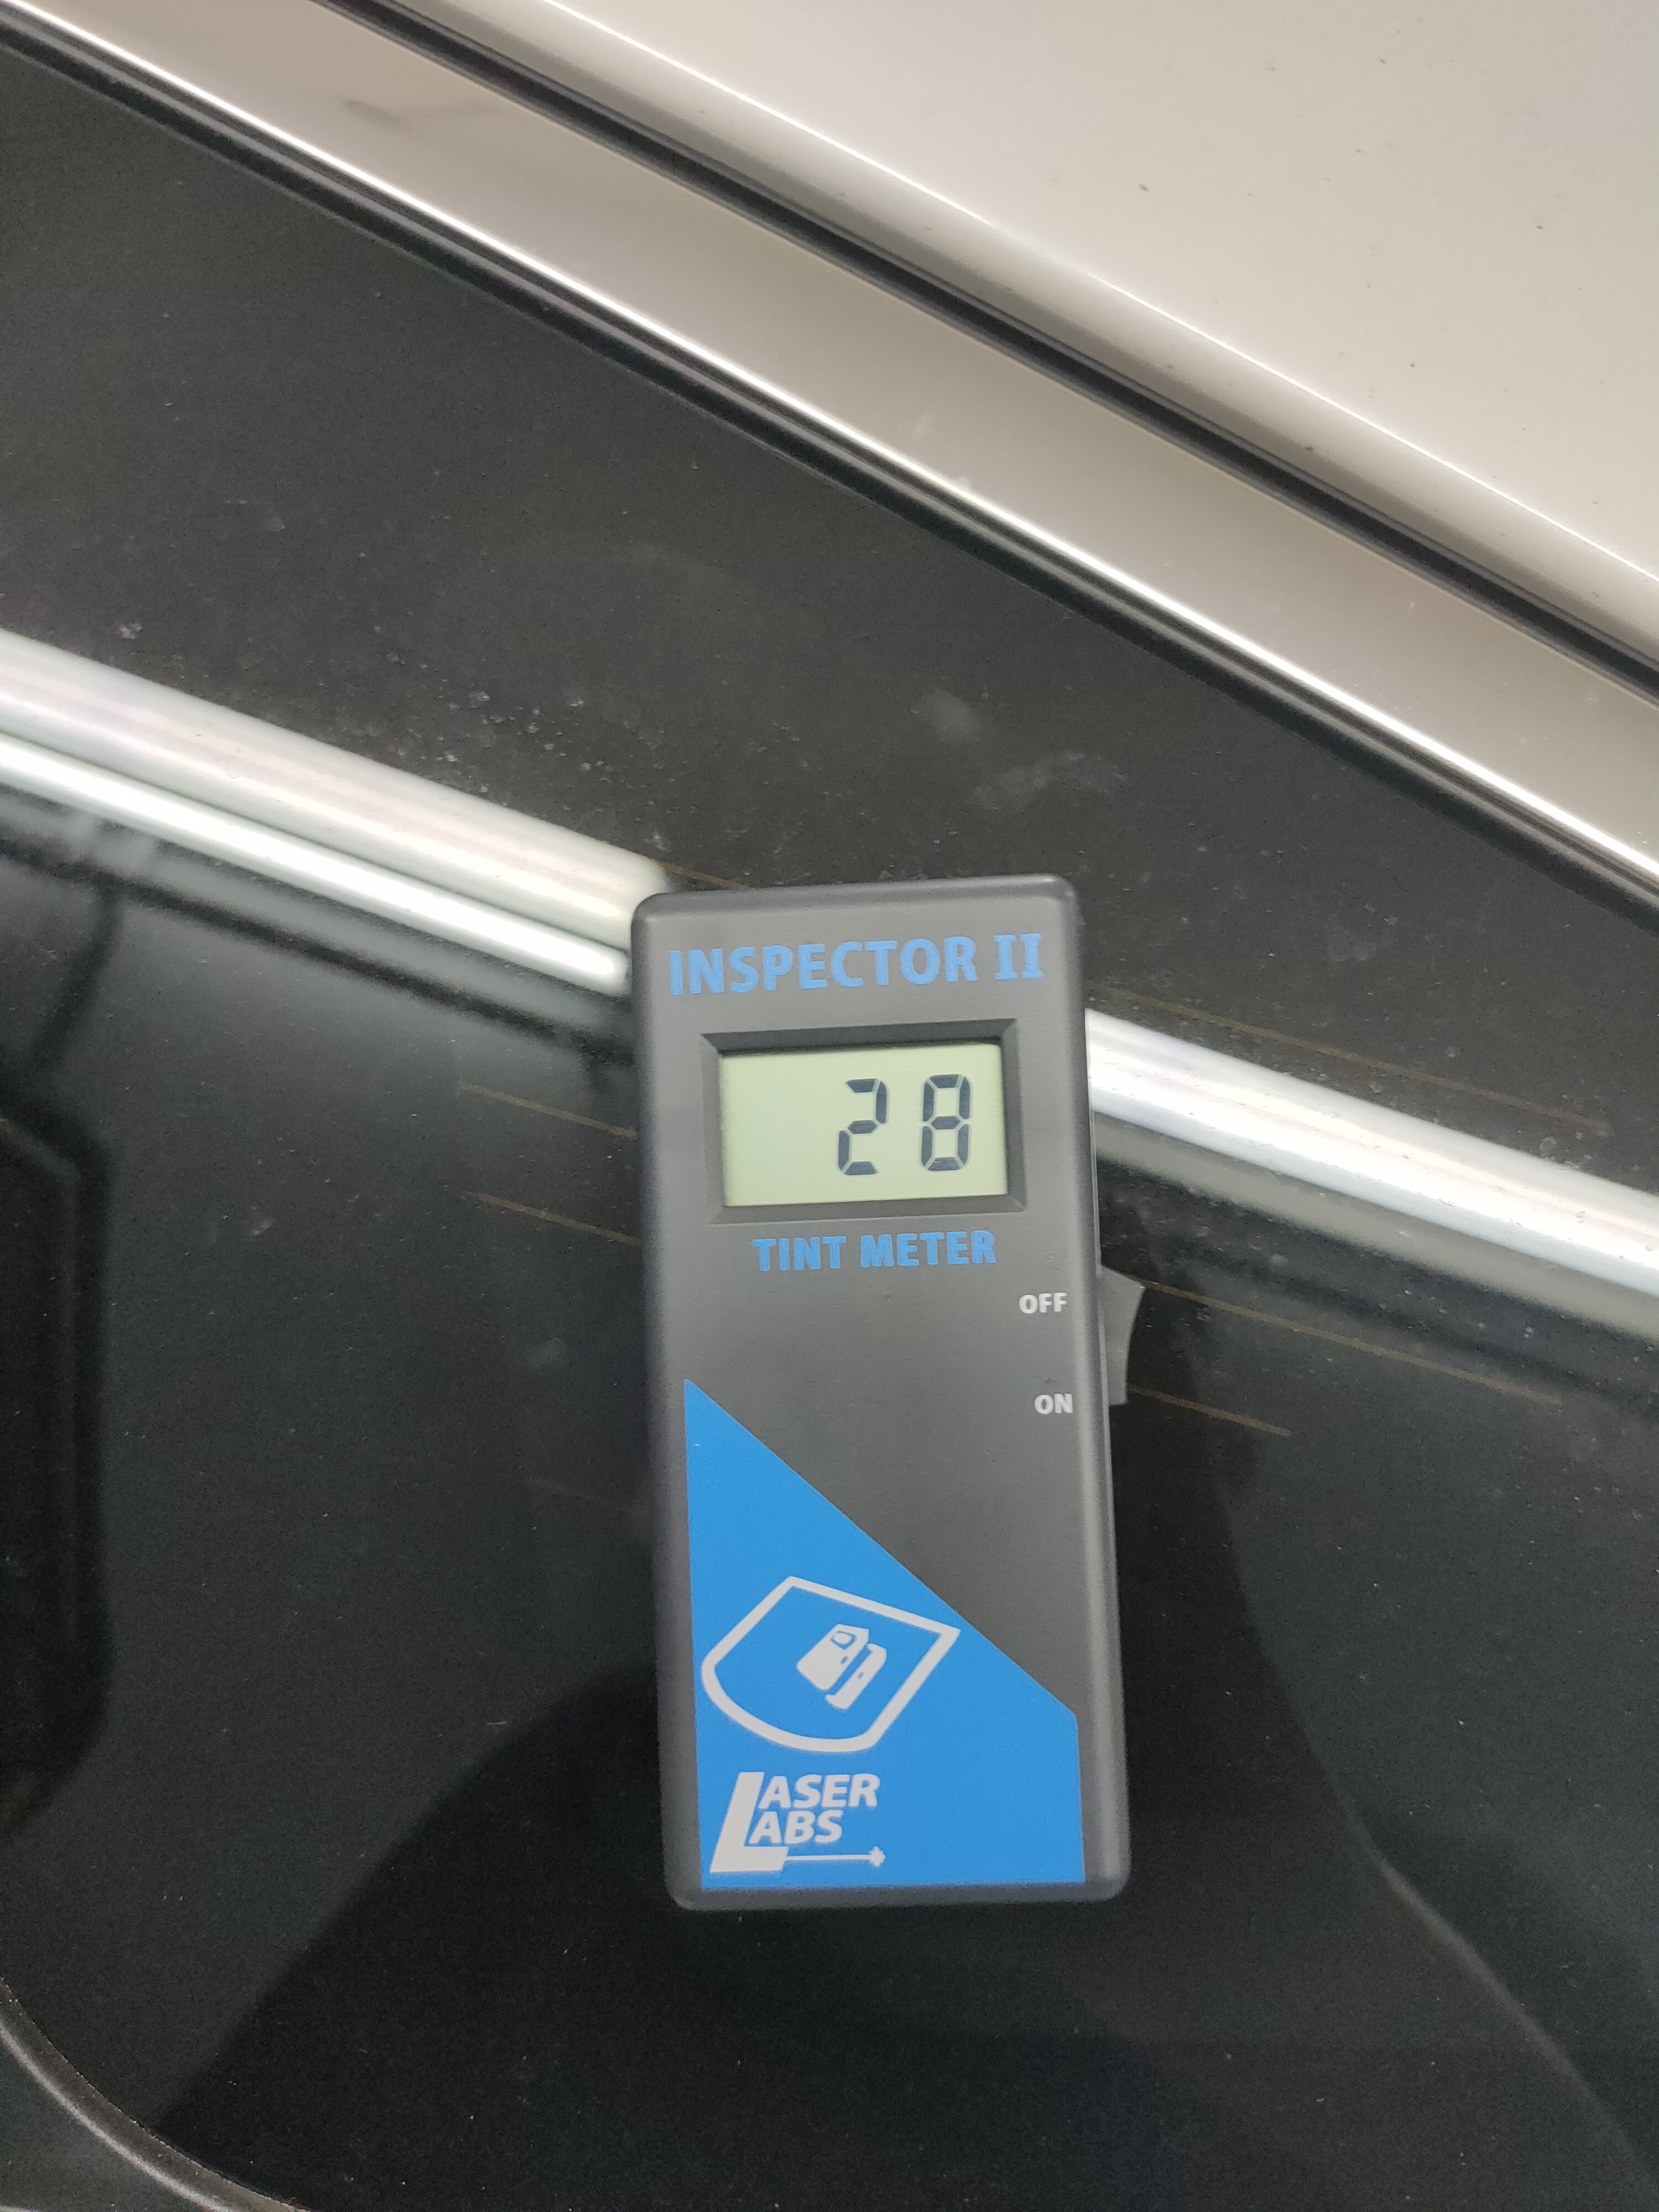 INSPECTOR II
28
TINT METER
OFF
ON
LASER
LABS